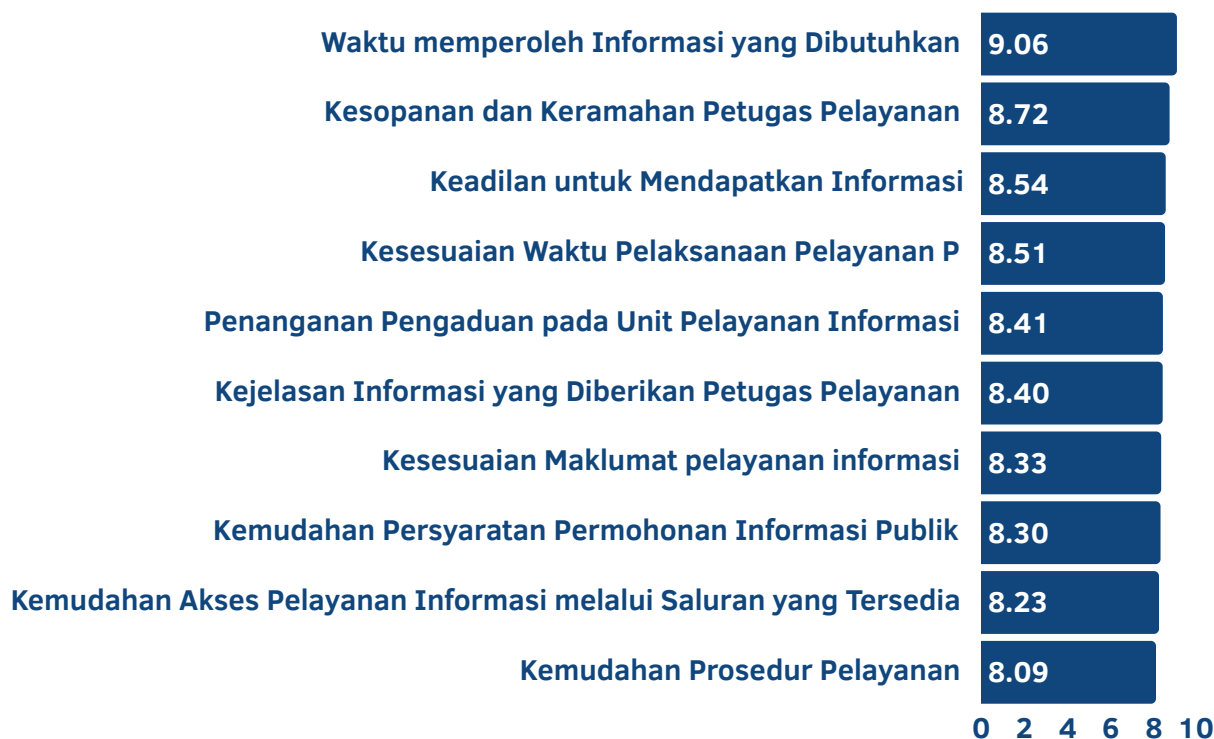 Waktu memperoleh Informasi yang Dibutuhkan 9.06
Kesopanan dan Keramahan Petugas Pelayanan 8.72
Keadilan untuk Mendapatkan Informasi 8.54
Kesesuaian Waktu Pelaksanaan Pelayanan P 8.51
Penanganan Pengaduan pada Unit Pelayanan Informasi 8.41
Kejelasan Informasi yang Diberikan Petugas Pelayanan 8.40
Kesesuaian Maklumat pelayanan informasi 8.33
Kemudahan Persyaratan Permohonan Informasi Publik 8.30
Kemudahan Akses Pelayanan Informasi melalui Saluran yang Tersedia 8.23
Kemudahan Prosedur Pelayanan 8.09
0 2 4 6 8 10